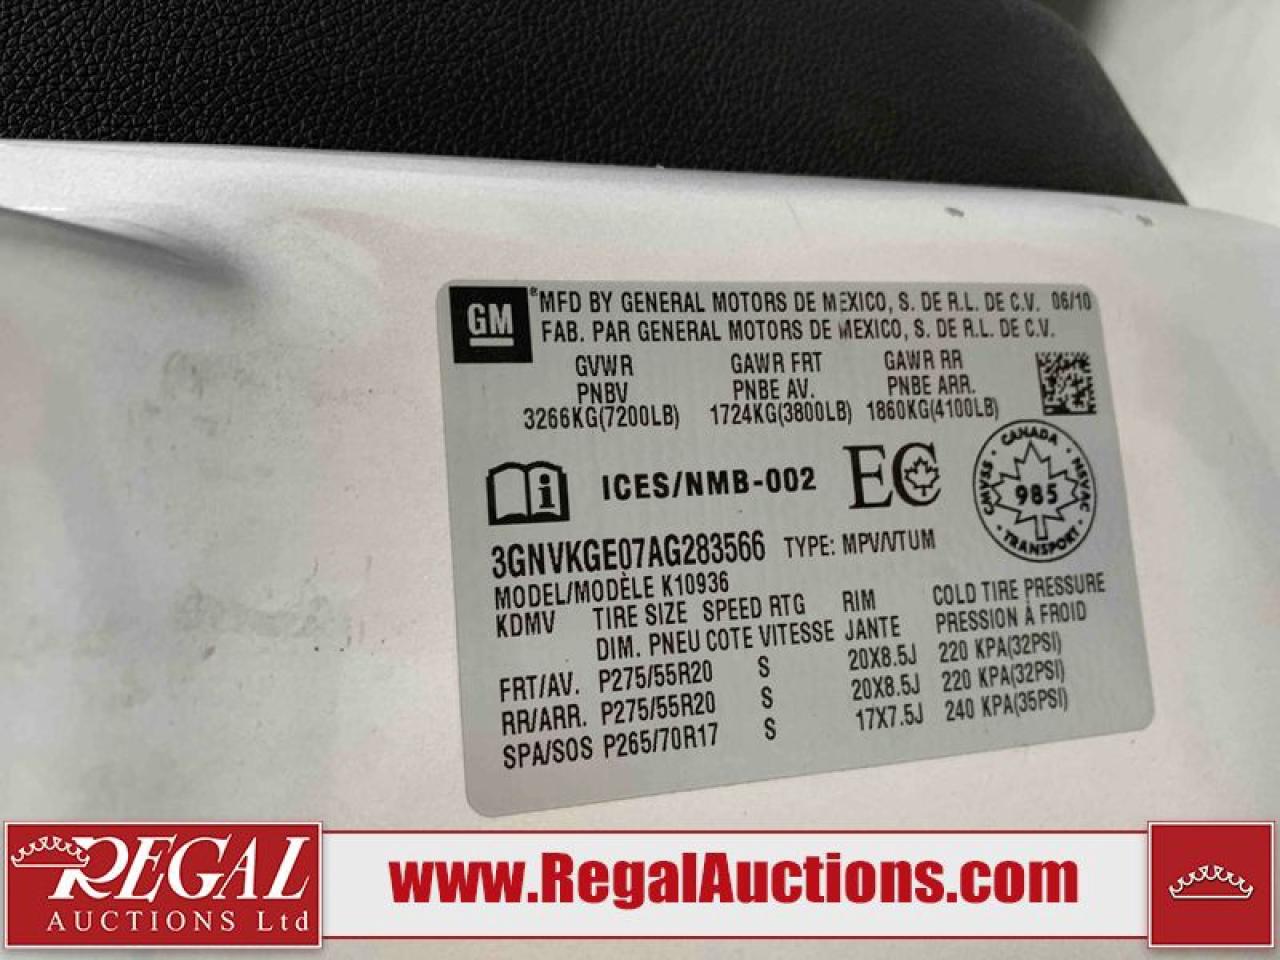 GM ® MFD BY GENERAL MOTORS DE MEXICO, S. DE R.L. DE C.V. 06/10
FAB. PAR GENERAL MOTORS DE MEXICO, S. DE R.L. DE C.V.
GVWR GAWR FRT GAWR RR
PNBV PNBE AV. PNBE ARR.
3266KG(7200LB) 1724KG(3800LB) 1860KG(4100LB)
i ICES/NMB-002 EC
CANADA
CMVSS 985 NSVAC
TRANSPORT
3GNVKGE07AG283566 TYPE: MPV/VTUM
MODEL/MODÈLE K10936
KDMV TIRE SIZE SPEED RTG RIM COLD TIRE PRESSURE
DIM. PNEU COTE VITESSE JANTE PRESSION À FROID
FRT/AV. P275/55R20 S 20X8.5J 220 KPA(32PSI)
RR/ARR. P275/55R20 S 20X8.5J 220 KPA(32PSI)
SPA/SOS P265/70R17 S 17X7.5J 240 KPA(35PSI)
REGAL
AUCTIONS Ltd
www.RegalAuctions.com